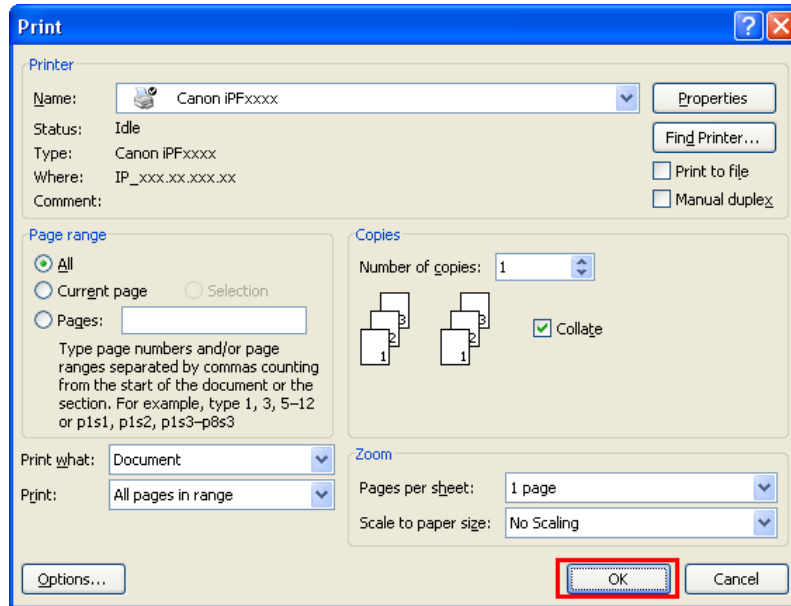 Print
Printer
Name: Canon iPFxxxx Properties
Status: Idle Find Printer...
Type: Canon iPFxxxx
Where: IP_xxx.xx.xxx.xx Print to file
Comment: Manual duplex
Page range
All
Current page Selection
Pages:
Type page numbers and/or page
ranges separated by commas counting
from the start of the document or the
section. For example, type 1, 3, 5–12
or p1s1, p1s2, p1s3–p8s3
Copies
Number of copies: 1
3 3
2 2
1 1
Collate
Print what: Document
Print: All pages in range
Zoom
Pages per sheet: 1 page
Scale to paper size: No Scaling
Options... OK Cancel